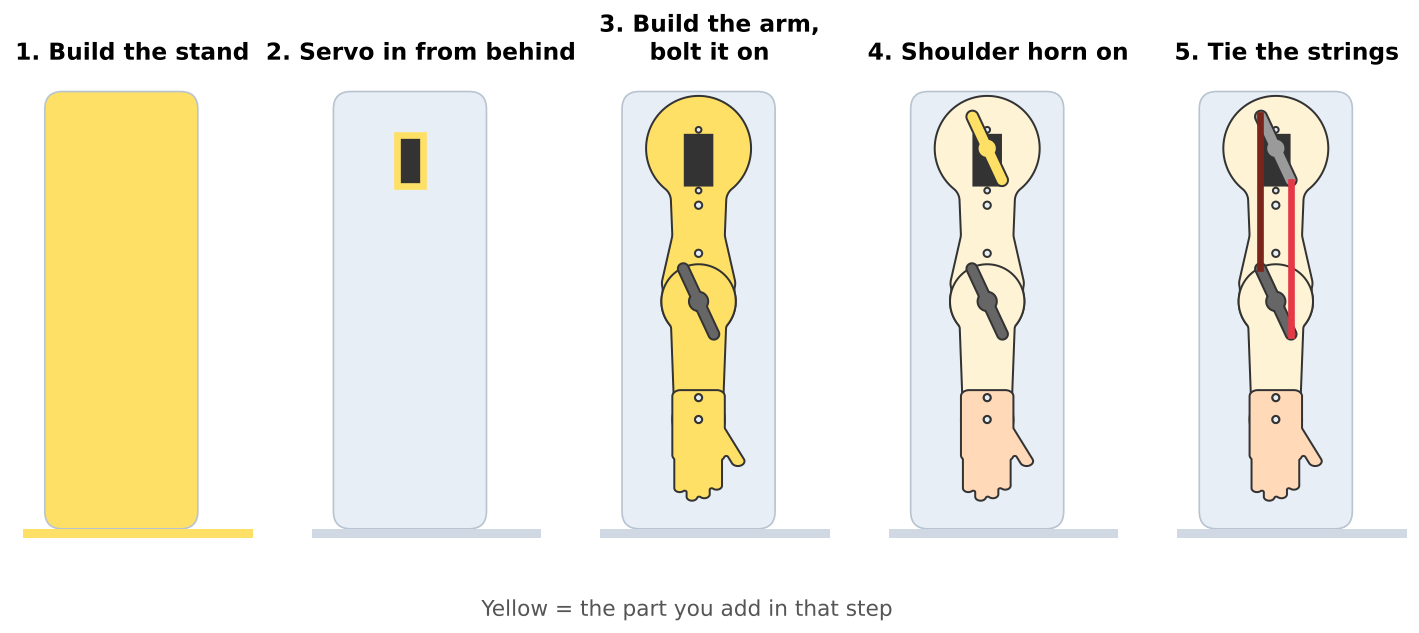 1. Build the stand
2. Servo in from behind
3. Build the arm,
bolt it on
4. Shoulder horn on
5. Tie the strings
Yellow = the part you add in that step